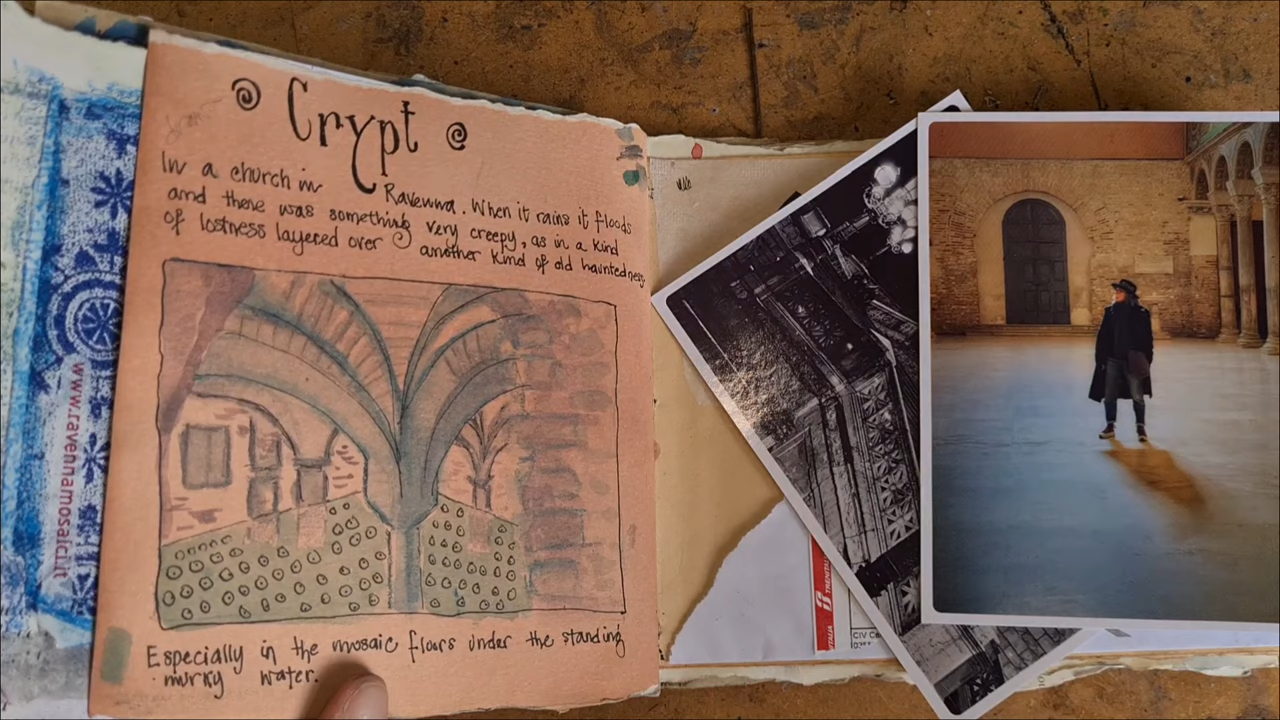 Crypt
In a church in Ravenna. When it rains it floods
and there was something very creepy, as in a kind
of lostness layered over another kind of old hauntedness
Especially in the mosaic floors under the standing
murky water.
www.ravennamosaici.it
TRENITALIA